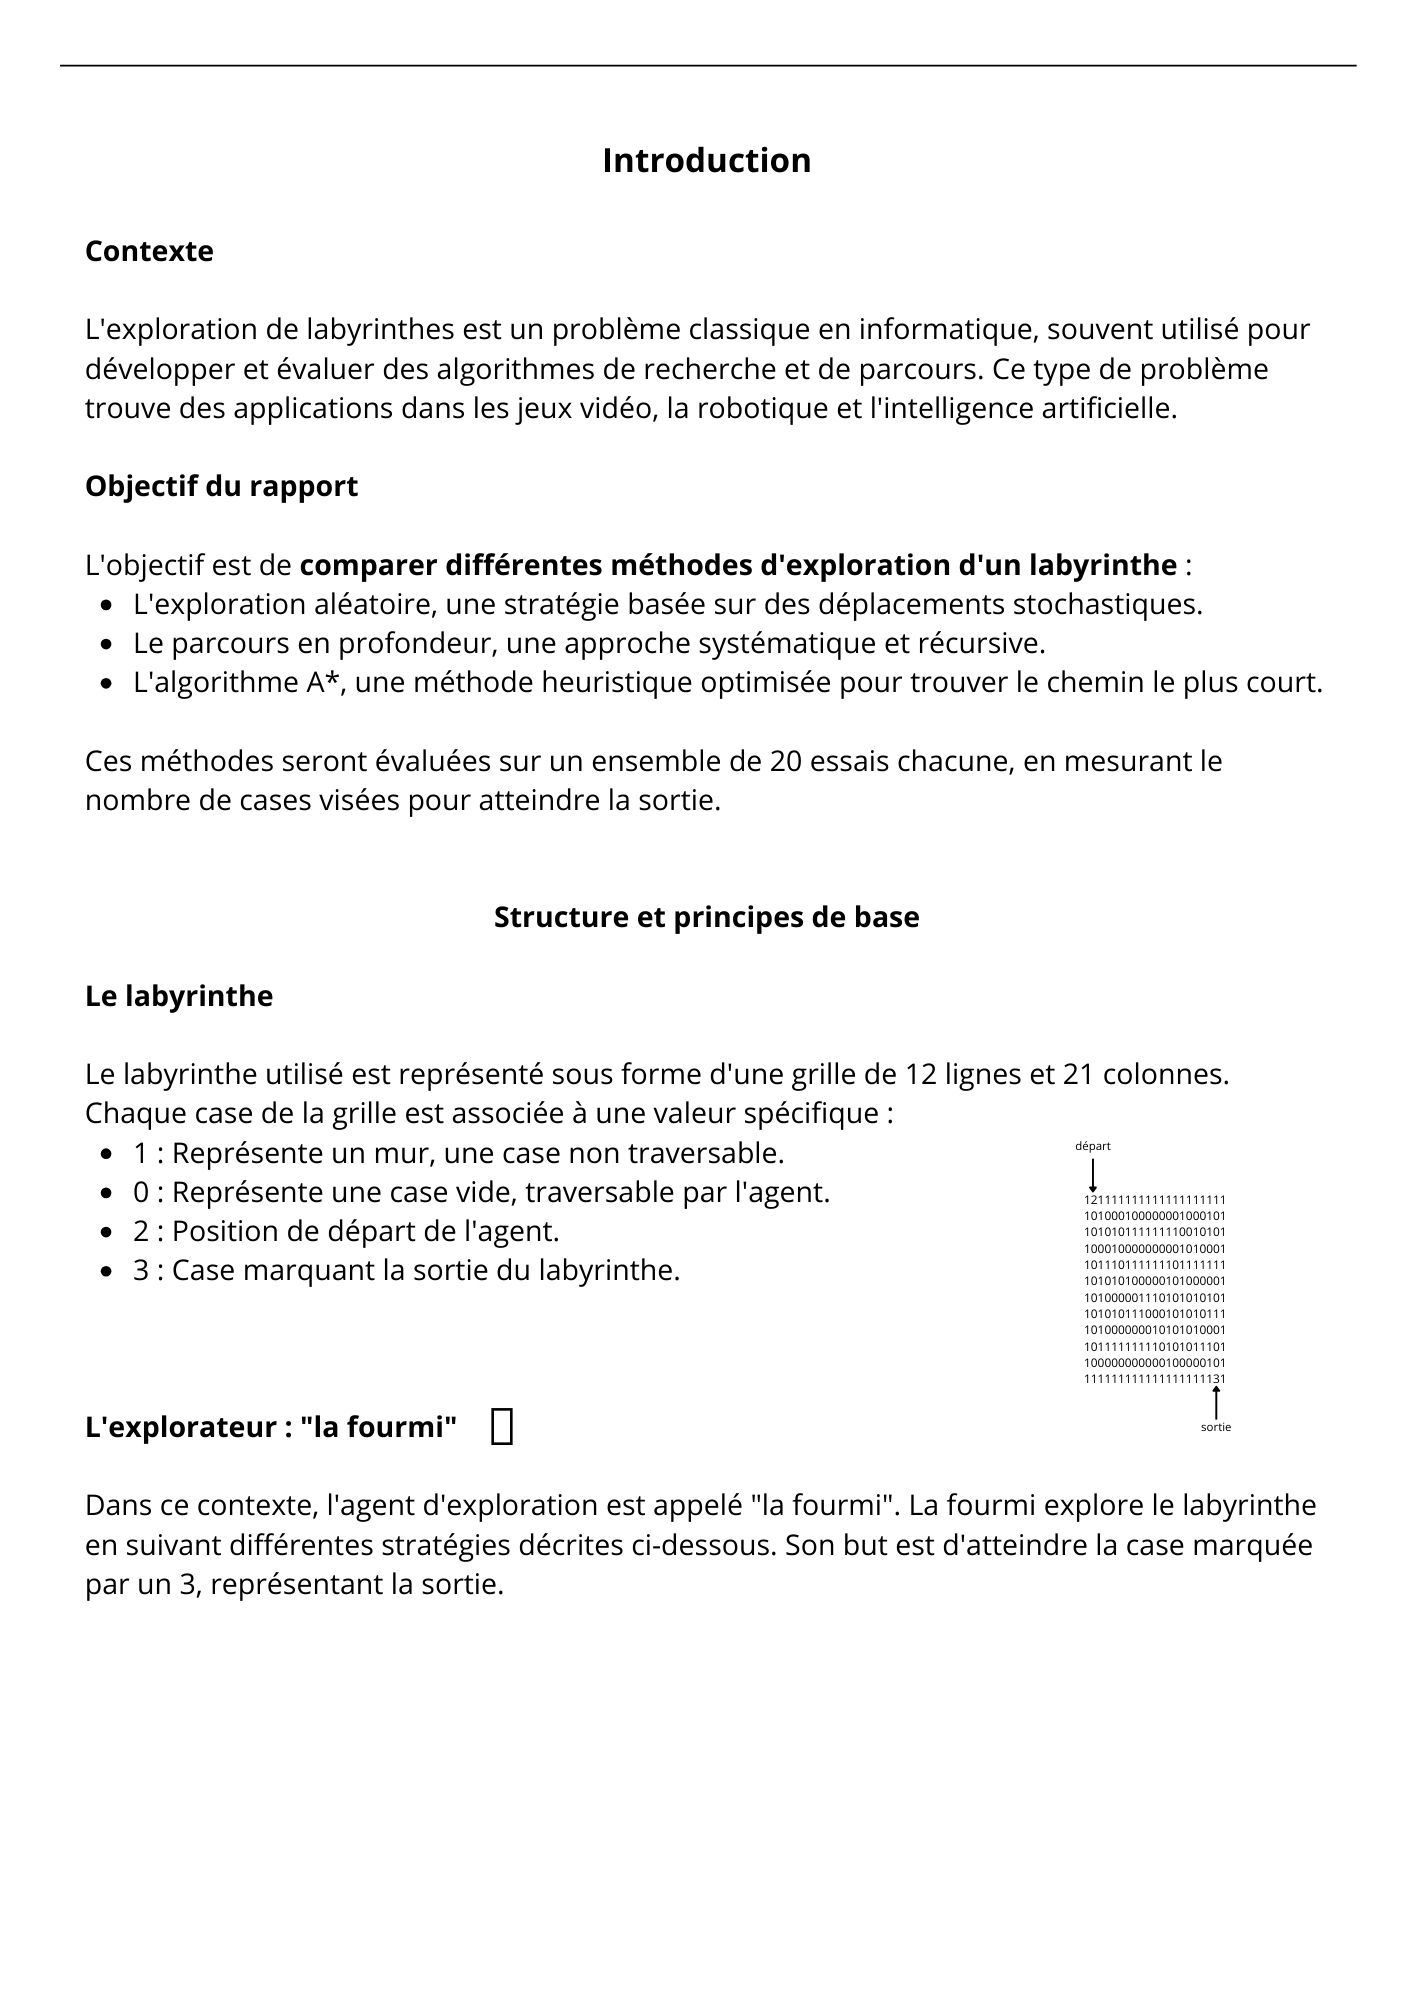 Introduction
Contexte
L'exploration de labyrinthes est un problème classique en informatique, souvent utilisé pour
développer et évaluer des algorithmes de recherche et de parcours. Ce type de problème
trouve des applications dans les jeux vidéo, la robotique et l'intelligence artificielle.
Objectif du rapport
L'objectif est de comparer différentes méthodes d'exploration d'un labyrinthe :
• L'exploration aléatoire, une stratégie basée sur des déplacements stochastiques.
• Le parcours en profondeur, une approche systématique et récursive.
• L'algorithme A*, une méthode heuristique optimisée pour trouver le chemin le plus court.
Ces méthodes seront évaluées sur un ensemble de 20 essais chacune, en mesurant le
nombre de cases visées pour atteindre la sortie.
Structure et principes de base
Le labyrinthe
Le labyrinthe utilisé est représenté sous forme d'une grille de 12 lignes et 21 colonnes.
Chaque case de la grille est associée à une valeur spécifique :
• 1 : Représente un mur, une case non traversable.
• 0 : Représente une case vide, traversable par l'agent.
• 2 : Position de départ de l'agent.
• 3 : Case marquant la sortie du labyrinthe.
départ
121111111111111111111
101000100000001000101
101010111111110010101
100010000000001010001
101110111111101111111
101010100000101000001
101000001110101010101
101010111000101010111
101000000010101010001
101111111110101011101
100000000000100000101
111111111111111111131
sortie
L'explorateur : "la fourmi"
Dans ce contexte, l'agent d'exploration est appelé "la fourmi". La fourmi explore le labyrinthe
en suivant différentes stratégies décrites ci-dessous. Son but est d'atteindre la case marquée
par un 3, représentant la sortie.